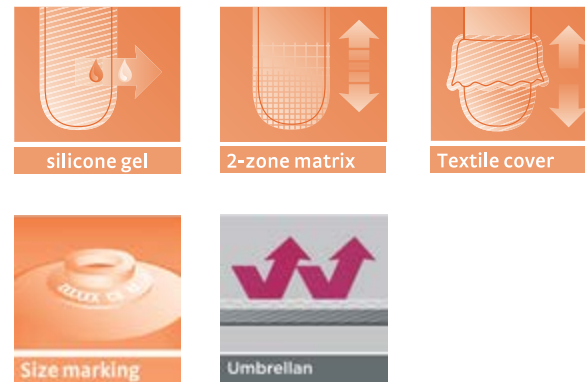 silicone gel
2-zone matrix
Textile cover
Size marking
Umbrellan